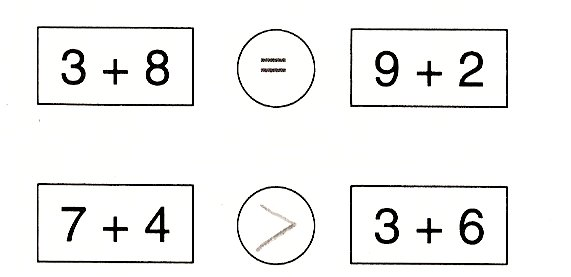 3 + 8 = 9 + 2
7 + 4 > 3 + 6